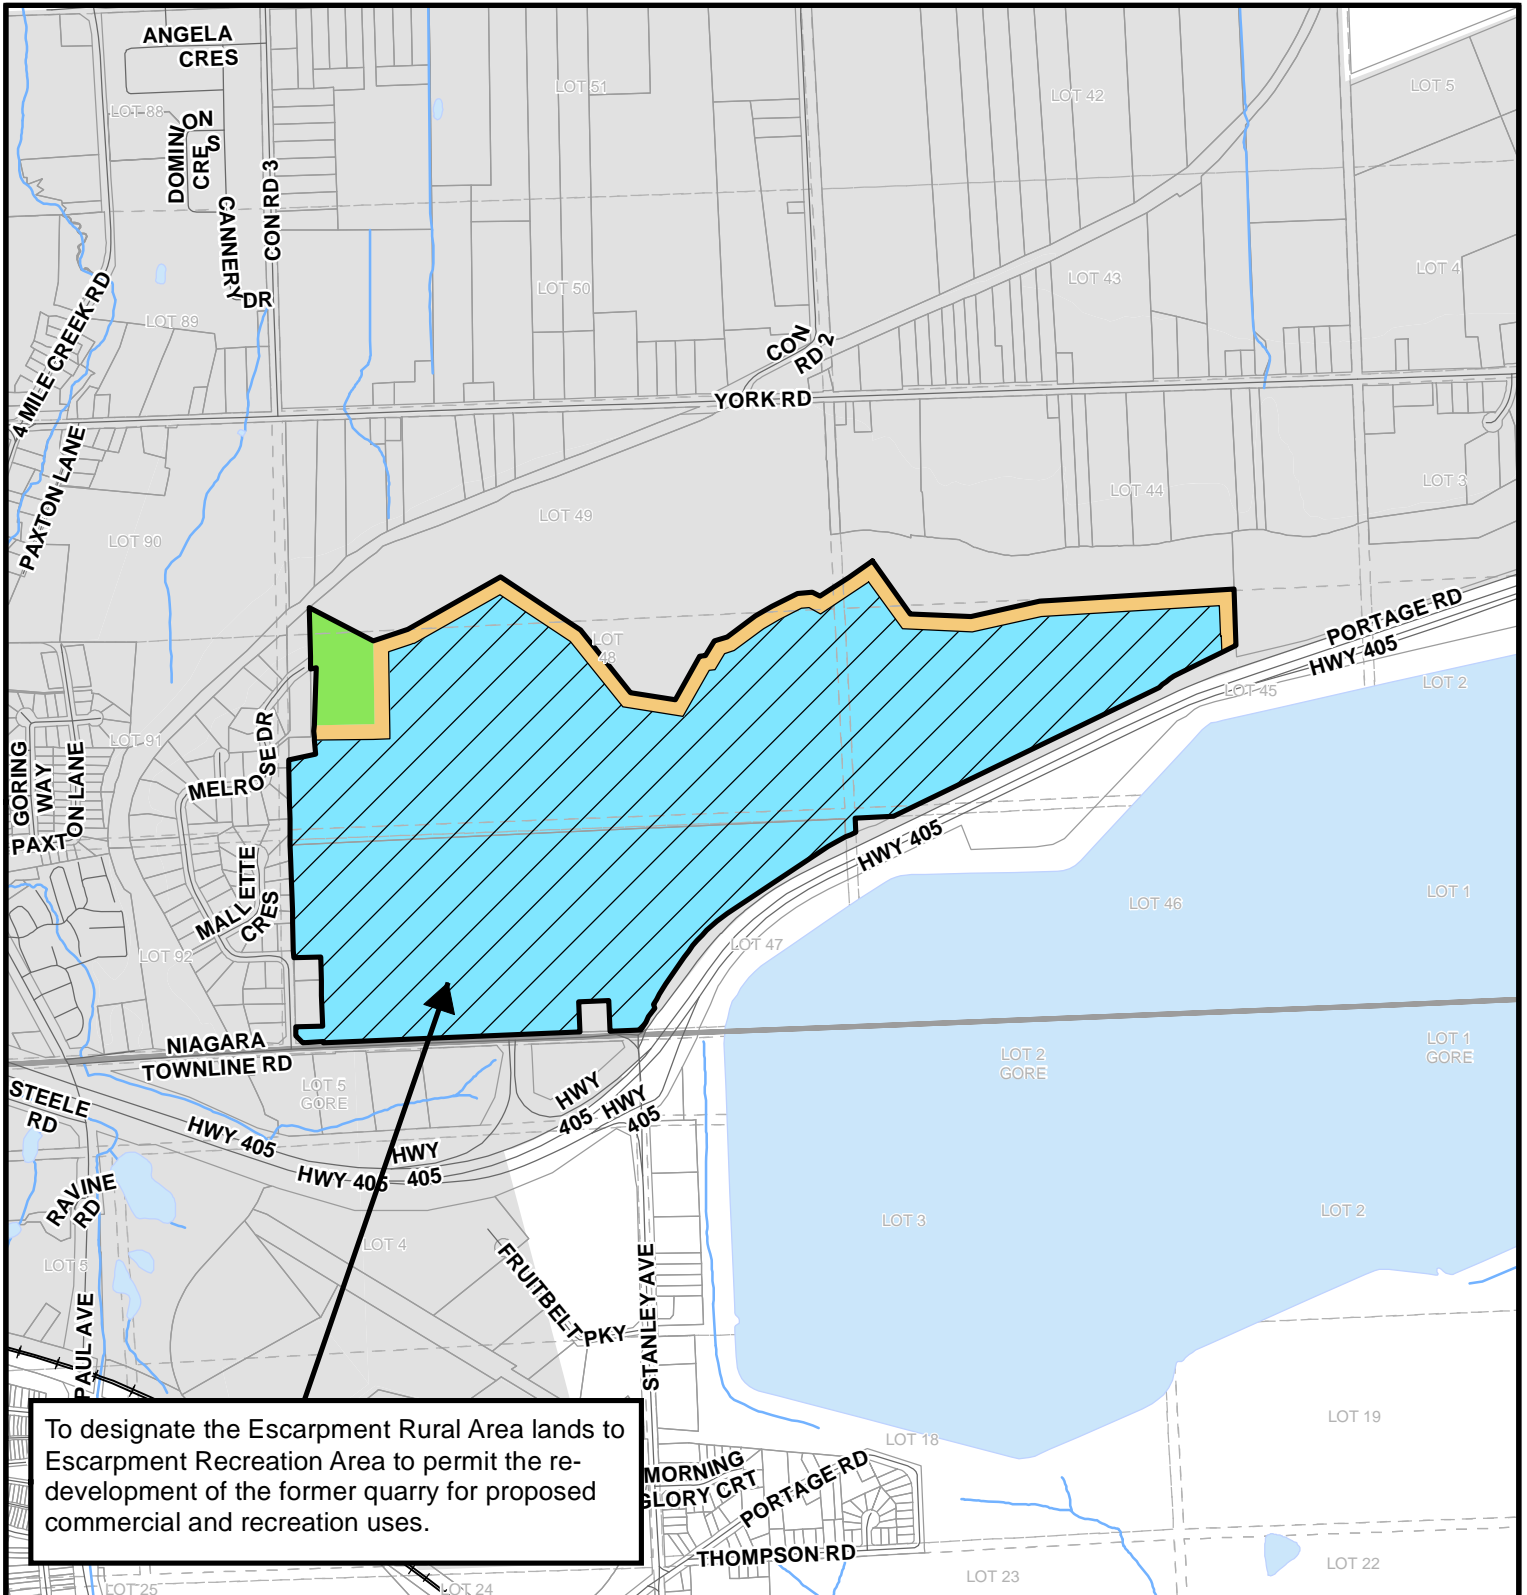 ANGELA
CRES
LOT 51
LOT 42
LOT 5
LOT 88
DOMINION
CRES
CON RD 3
CANNERY DR
4 MILE CREEK RD
LOT 50
LOT 43
LOT 4
LOT 89
CON
RD 2
YORK RD
PAXTON LANE
LOT 90
LOT 49
LOT 44
LOT 3
LOT
48
PORTAGE RD
HWY 405
LOT 45
LOT 2
LOT 91
GORING
WAY
PAXTON LANE
MELROSE DR
HWY 405
MALLETTE
CRES
LOT 92
LOT 47
LOT 46
LOT 1
NIAGARA
TOWNLINE RD
LOT 5
GORE
LOT 2
GORE
LOT 1
GORE
STEELE
RD
HWY 405
HWY
405
HWY
405
HWY 405
HWY
405
RAVINE
RD
LOT 5
LOT 4
FRUITBELT PKY
STANLEY AVE
LOT 3
LOT 2
PAUL AVE
To designate the Escarpment Rural Area lands to
Escarpment Recreation Area to permit the re-
development of the former quarry for proposed
commercial and recreation uses.
MORNING
GLORY CRT
PORTAGE RD
THOMPSON RD
LOT 18
LOT 19
LOT 25
LOT 24
LOT 23
LOT 22